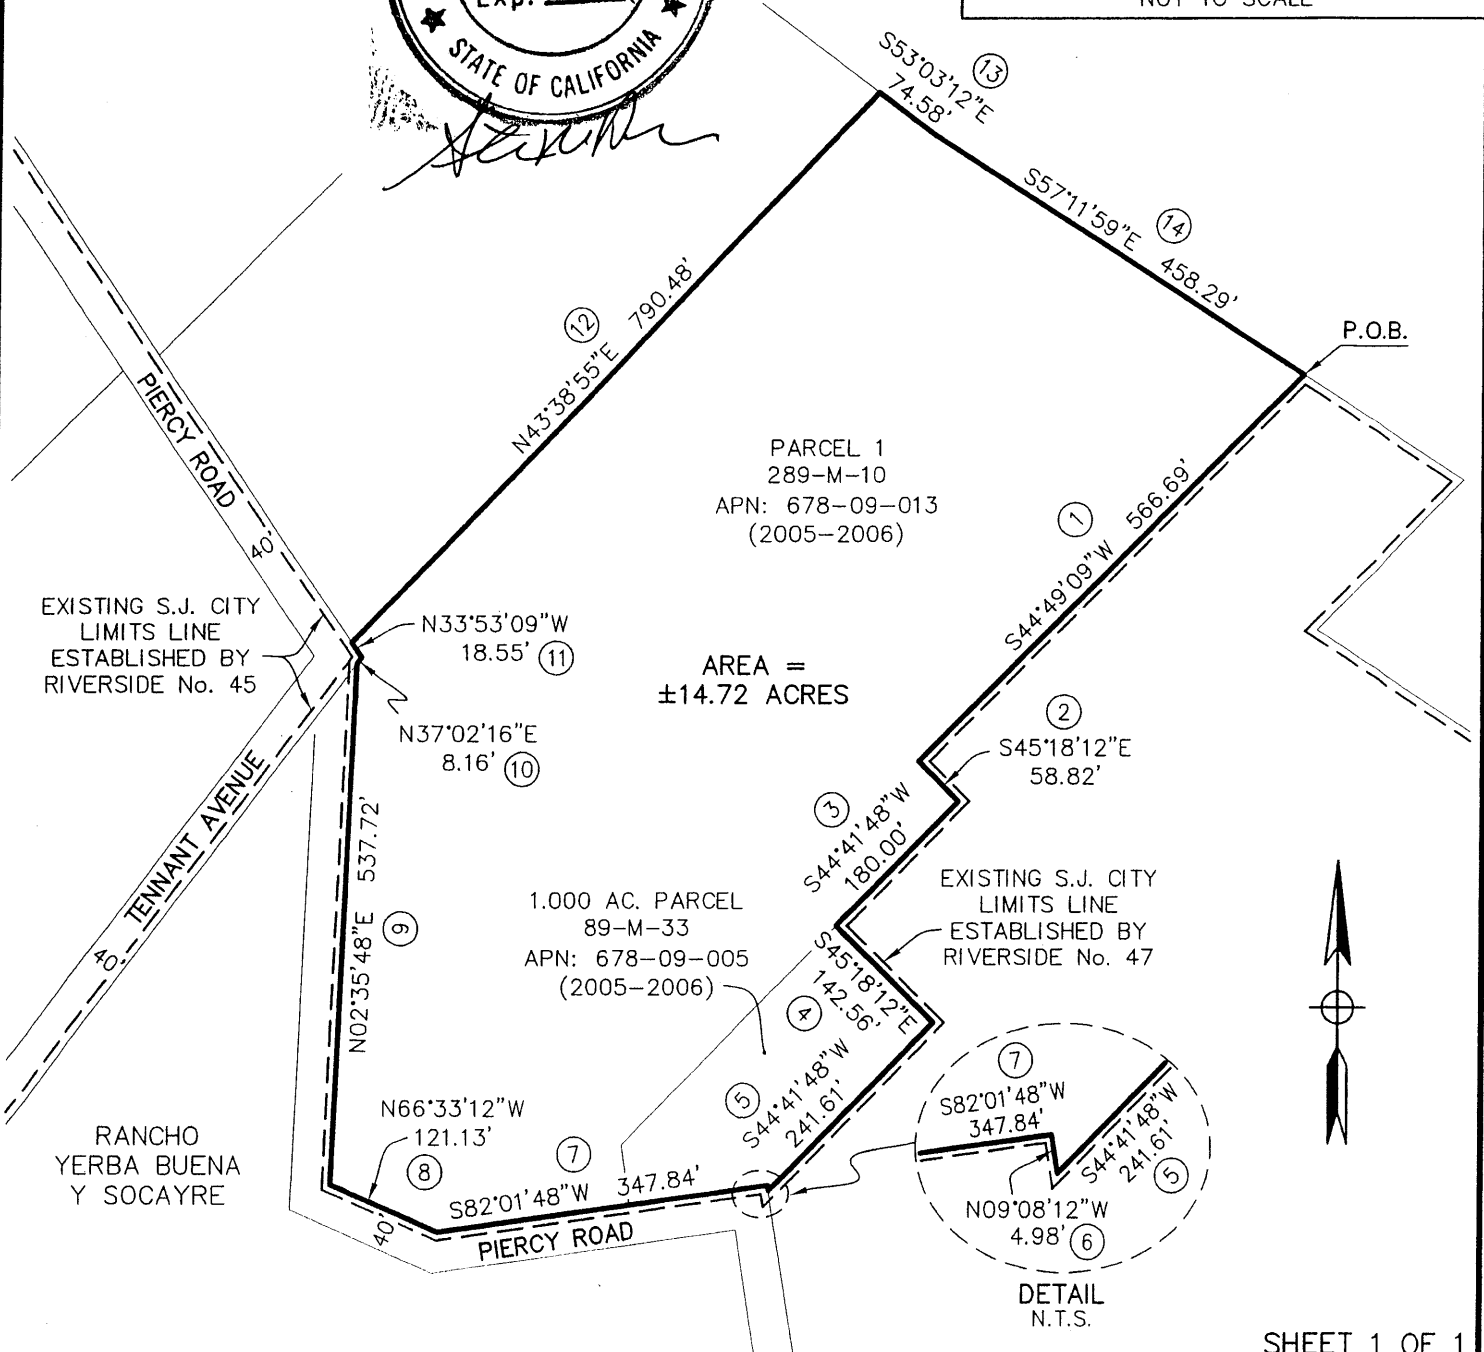 NOT TO SCALE
Exp.
STATE OF CALIFORNIA
S53°03'12"E
74.58'
13
S57°11'59"E 458.29'
14
P.O.B.
12
N43°38'55"E 790.48'
PIERCY ROAD
40'
PARCEL 1
289-M-10
APN: 678-09-013
(2005-2006)
1
S44°49'09"W 566.69'
EXISTING S.J. CITY
LIMITS LINE
ESTABLISHED BY
RIVERSIDE No. 45
N33°53'09"W
18.55' 11
AREA =
±14.72 ACRES
N37°02'16"E
8.16' 10
2
S45°18'12"E
58.82'
3
S44°41'48"W
180.00'
TENNANT AVENUE
40'
N02°35'48"E 537.72'
9
1.000 AC. PARCEL
89-M-33
APN: 678-09-005
(2005-2006)
EXISTING S.J. CITY
LIMITS LINE
ESTABLISHED BY
RIVERSIDE No. 47
S45°18'12"E
142.56'
4
5
S44°41'48"W
241.61'
N66°33'12"W
121.13'
8
7
S82°01'48"W 347.84'
40'
PIERCY ROAD
RANCHO
YERBA BUENA
Y SOCAYRE
7
S82°01'48"W
347.84'
S44°41'48"W
241.61'
5
N09°08'12"W
4.98' 6
DETAIL
N.T.S.
SHEET 1 OF 1